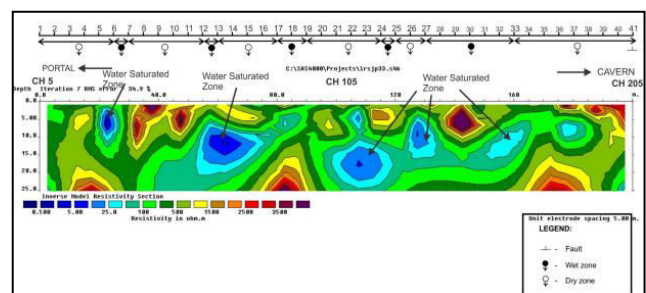 1 2 3 4 5 6 7 8 9 10 11 12 13 14 15 16 17 18 19 20 21 22 23 24 25 26 27 28 29 30 31 32 33 34 35 36 37 38 39 40 41
PORTAL
CAVERN
CH 5
CH 105
CH 205
Water Saturated Zone
Water Saturated Zone
Water Saturated Zone
Depth Iteration 7 RMS error = 34.9 %
0.0 80.0 120 160 m.
0.0
5.00
10.0
15.0
20.0
25.0
Inverse Model Resistivity Section
0.500 5.00 25.0 100 500 1500 2500 3500
Resistivity in ohm.m
Unit electrode spacing 5.00 m.
LEGEND:
- Fault
- Wet zone
- Dry zone